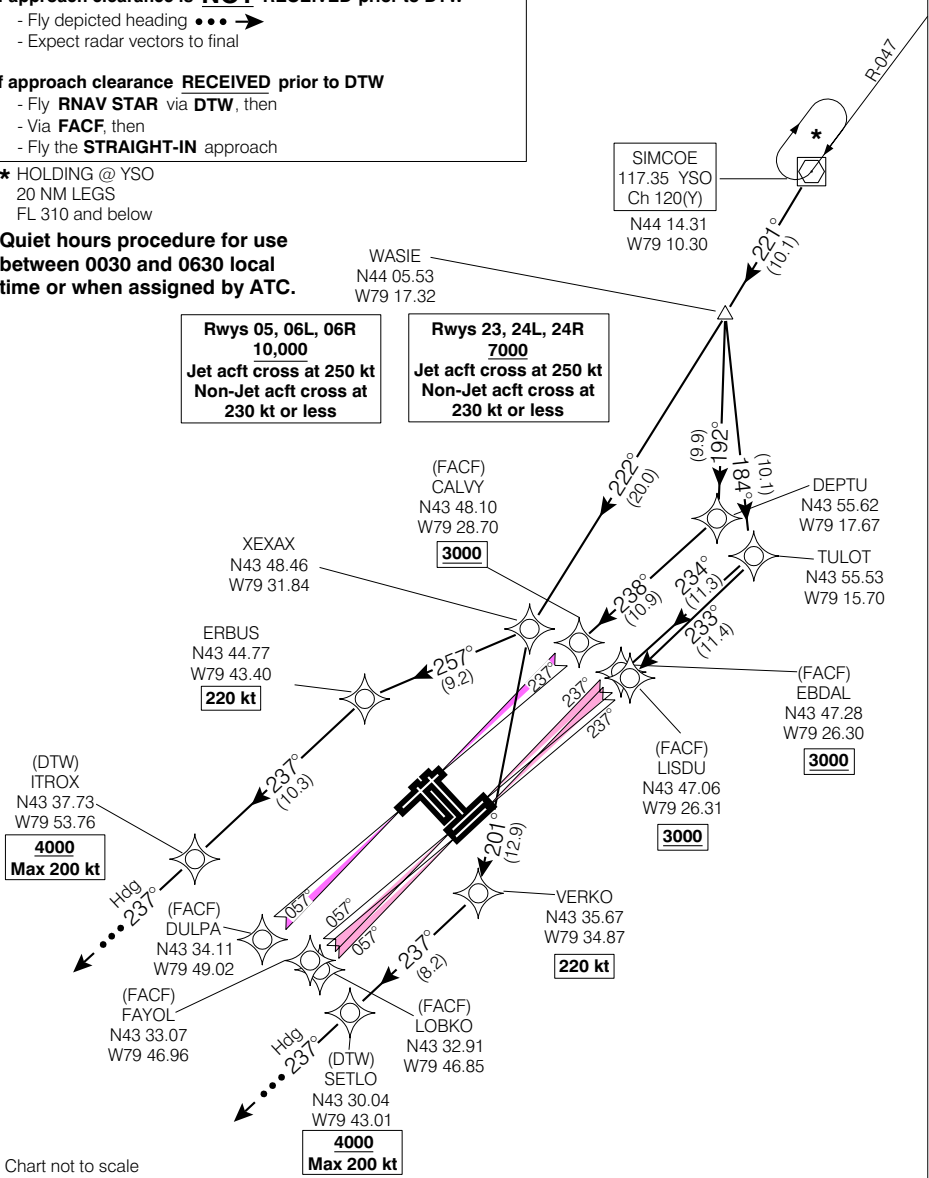 f approach clearance is NOT RECEIVED prior to DTW
- Fly depicted heading
- Expect radar vectors to final
f approach clearance RECEIVED prior to DTW
- Fly RNAV STAR via DTW, then
- Via FACF, then
- Fly the STRAIGHT-IN approach
* HOLDING @ YSO
20 NM LEGS
FL 310 and below
Quiet hours procedure for use
between 0030 and 0630 local
time or when assigned by ATC.
R-047
*
SIMCOE
117.35 YSO
Ch 120(Y)
N44 14.31
W79 10.30
221°
(10.1)
WASIE
N44 05.53
W79 17.32
Rwys 05, 06L, 06R
10,000
Jet acft cross at 250 kt
Non-Jet acft cross at
230 kt or less
Rwys 23, 24L, 24R
7000
Jet acft cross at 250 kt
Non-Jet acft cross at
230 kt or less
222°
(20.0)
192°
(9.9)
184°
(10.1)
DEPTU
N43 55.62
W79 17.67
TULOT
N43 55.53
W79 15.70
(FACF)
CALVY
N43 48.10
W79 28.70
3000
XEXAX
N43 48.46
W79 31.84
238°
(10.9)
234°
(11.3)
233°
(11.4)
ERBUS
N43 44.77
W79 43.40
220 kt
257°
(9.2)
237°
237°
237°
(FACF)
EBDAL
N43 47.28
W79 26.30
3000
(FACF)
LISDU
N43 47.06
W79 26.31
3000
(DTW)
ITROX
N43 37.73
W79 53.76
4000
Max 200 kt
237°
(10.3)
201°
(12.9)
Hdg
237°
057°
057°
057°
(FACF)
DULPA
N43 34.11
W79 49.02
VERKO
N43 35.67
W79 34.87
220 kt
237°
(8.2)
(FACF)
FAYOL
N43 33.07
W79 46.96
(FACF)
LOBKO
N43 32.91
W79 46.85
Hdg
237°
(DTW)
SETLO
N43 30.04
W79 43.01
4000
Max 200 kt
Chart not to scale